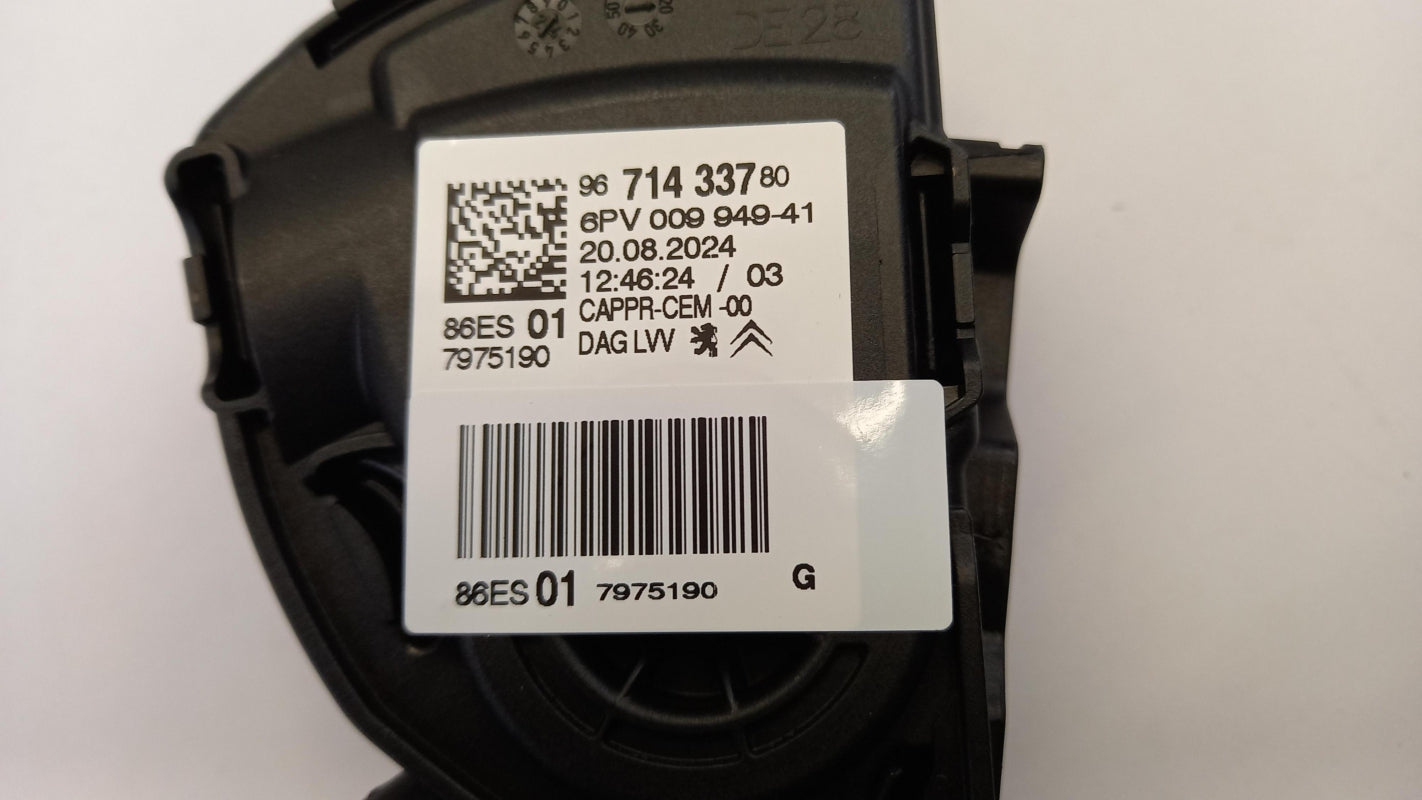 DE28
96 714 337 80
6PV 009 949-41
20.08.2024
12:46:24 / 03
CAPPR-CEM -00
DAG LVV
86ES 01
7975190
86ES 01 7975190 G